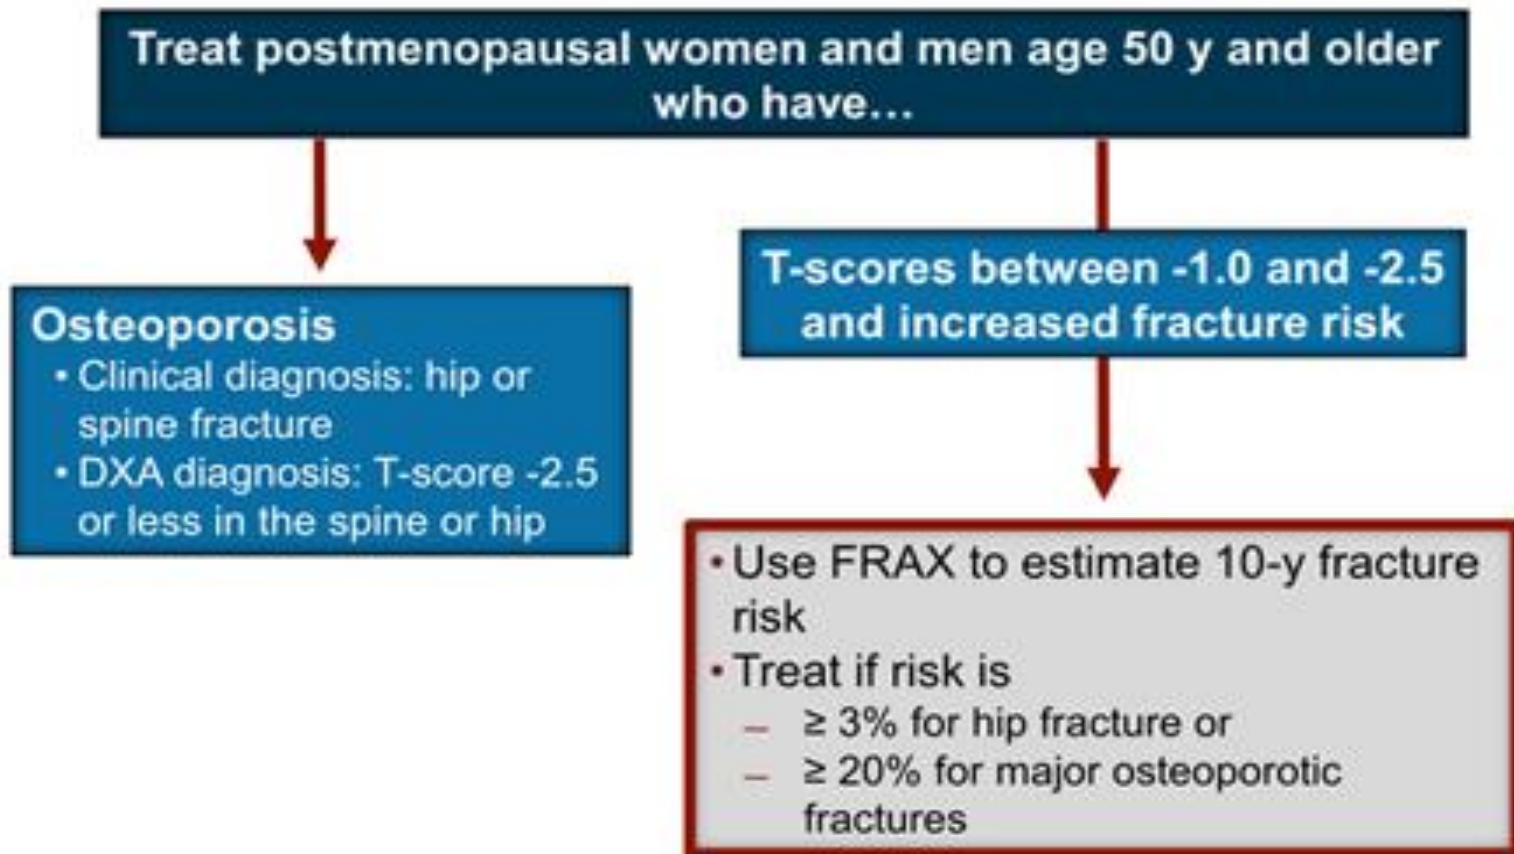 Treat postmenopausal women and men age 50 y and older
who have...
Osteoporosis
• Clinical diagnosis: hip or
spine fracture
• DXA diagnosis: T-score -2.5
or less in the spine or hip
T-scores between -1.0 and -2.5
and increased fracture risk
• Use FRAX to estimate 10-y fracture
risk
• Treat if risk is
– ≥ 3% for hip fracture or
– ≥ 20% for major osteoporotic
fractures